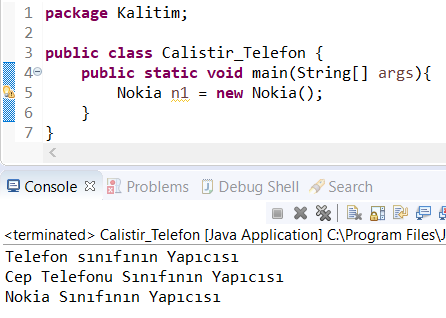 1 package Kalitim;
2
3 public class Calistir_Telefon {
4 public static void main(String[] args){
5 Nokia n1 = new Nokia();
6 }
7 }
Console Problems Debug Shell Search
<terminated> Calistir_Telefon [Java Application] C:\Program Files\J
Telefon sınıfının Yapıcısı
Cep Telefonu Sınıfının Yapıcısı
Nokia Sınıfının Yapıcısı